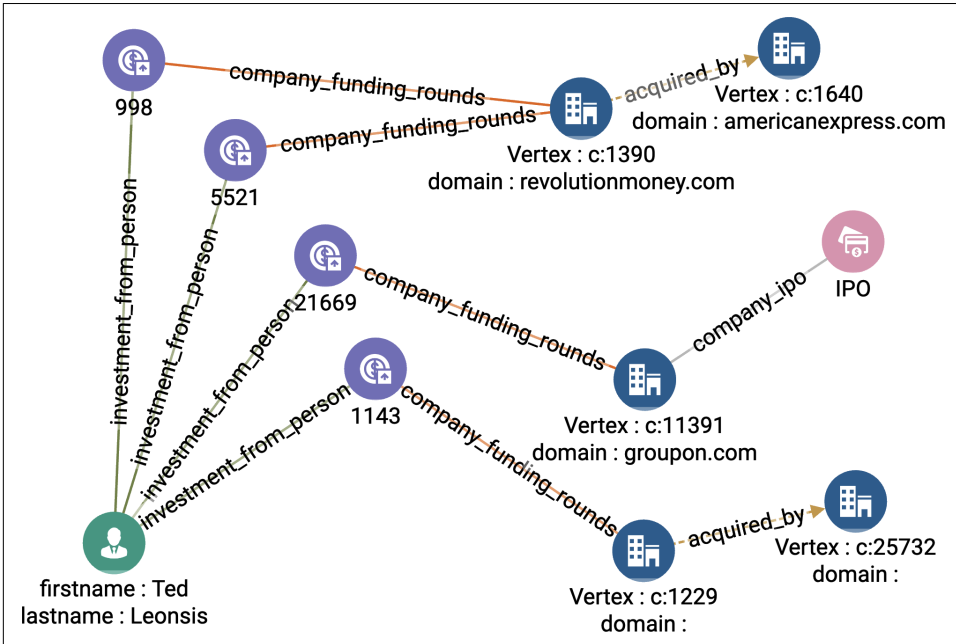 998
company_funding_rounds
acquired_by
Vertex : c:1640
domain : americanexpress.com
company_funding_rounds
Vertex : c:1390
domain : revolutionmoney.com
5521
investment_from_person
investment_from_person
21669
company_funding_rounds
company_ipo
IPO
investment_from_person
1143
Vertex : c:11391
domain : groupon.com
investment_from_person
company_funding_rounds
acquired_by
Vertex : c:25732
domain :
firstname : Ted
lastname : Leonsis
Vertex : c:1229
domain :